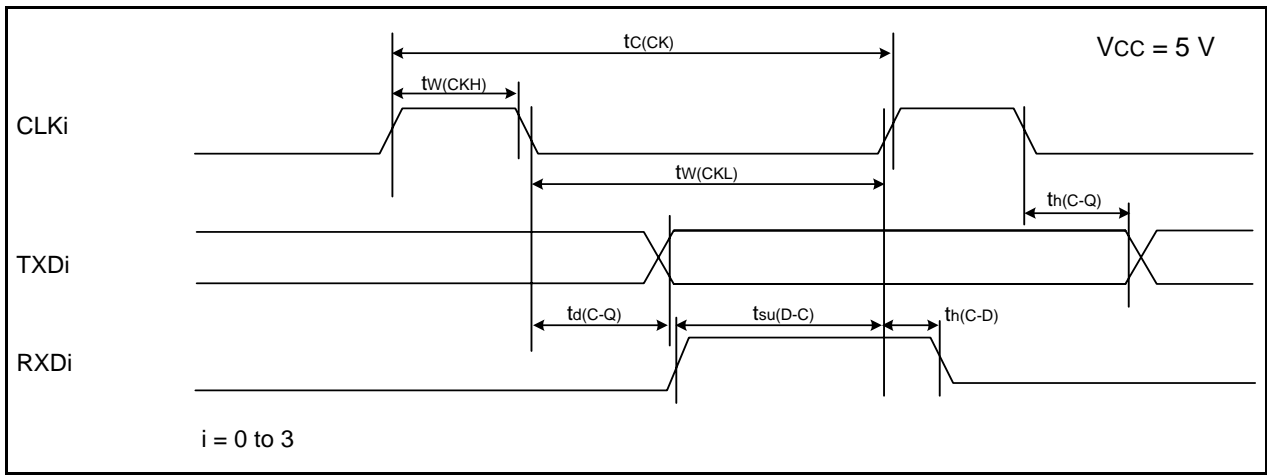 tC(CK)
VCC = 5 V
tW(CKH)
CLKi
tW(CKL)
th(C-Q)
TXDi
td(C-Q)
tsu(D-C)
th(C-D)
RXDi
i = 0 to 3